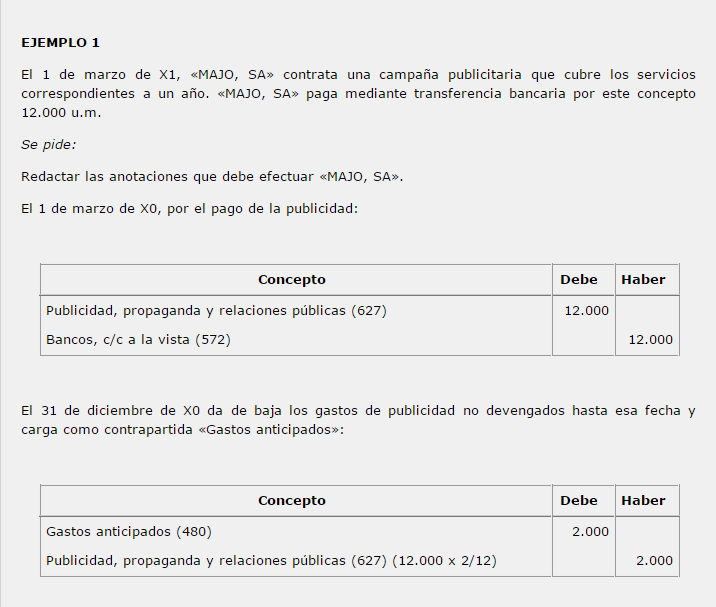 EJEMPLO 1
El 1 de marzo de X1, «MAJO, SA» contrata una campaña publicitaria que cubre los servicios
correspondientes a un año. «MAJO, SA» paga mediante transferencia bancaria por este concepto
12.000 u.m.
Se pide:
Redactar las anotaciones que debe efectuar «MAJO, SA».
El 1 de marzo de X0, por el pago de la publicidad:
Concepto Debe Haber
Publicidad, propaganda y relaciones públicas (627) 12.000
Bancos, c/c a la vista (572) 12.000
El 31 de diciembre de X0 da de baja los gastos de publicidad no devengados hasta esa fecha y
carga como contrapartida «Gastos anticipados»:
Concepto Debe Haber
Gastos anticipados (480) 2.000
Publicidad, propaganda y relaciones públicas (627) (12.000 x 2/12) 2.000